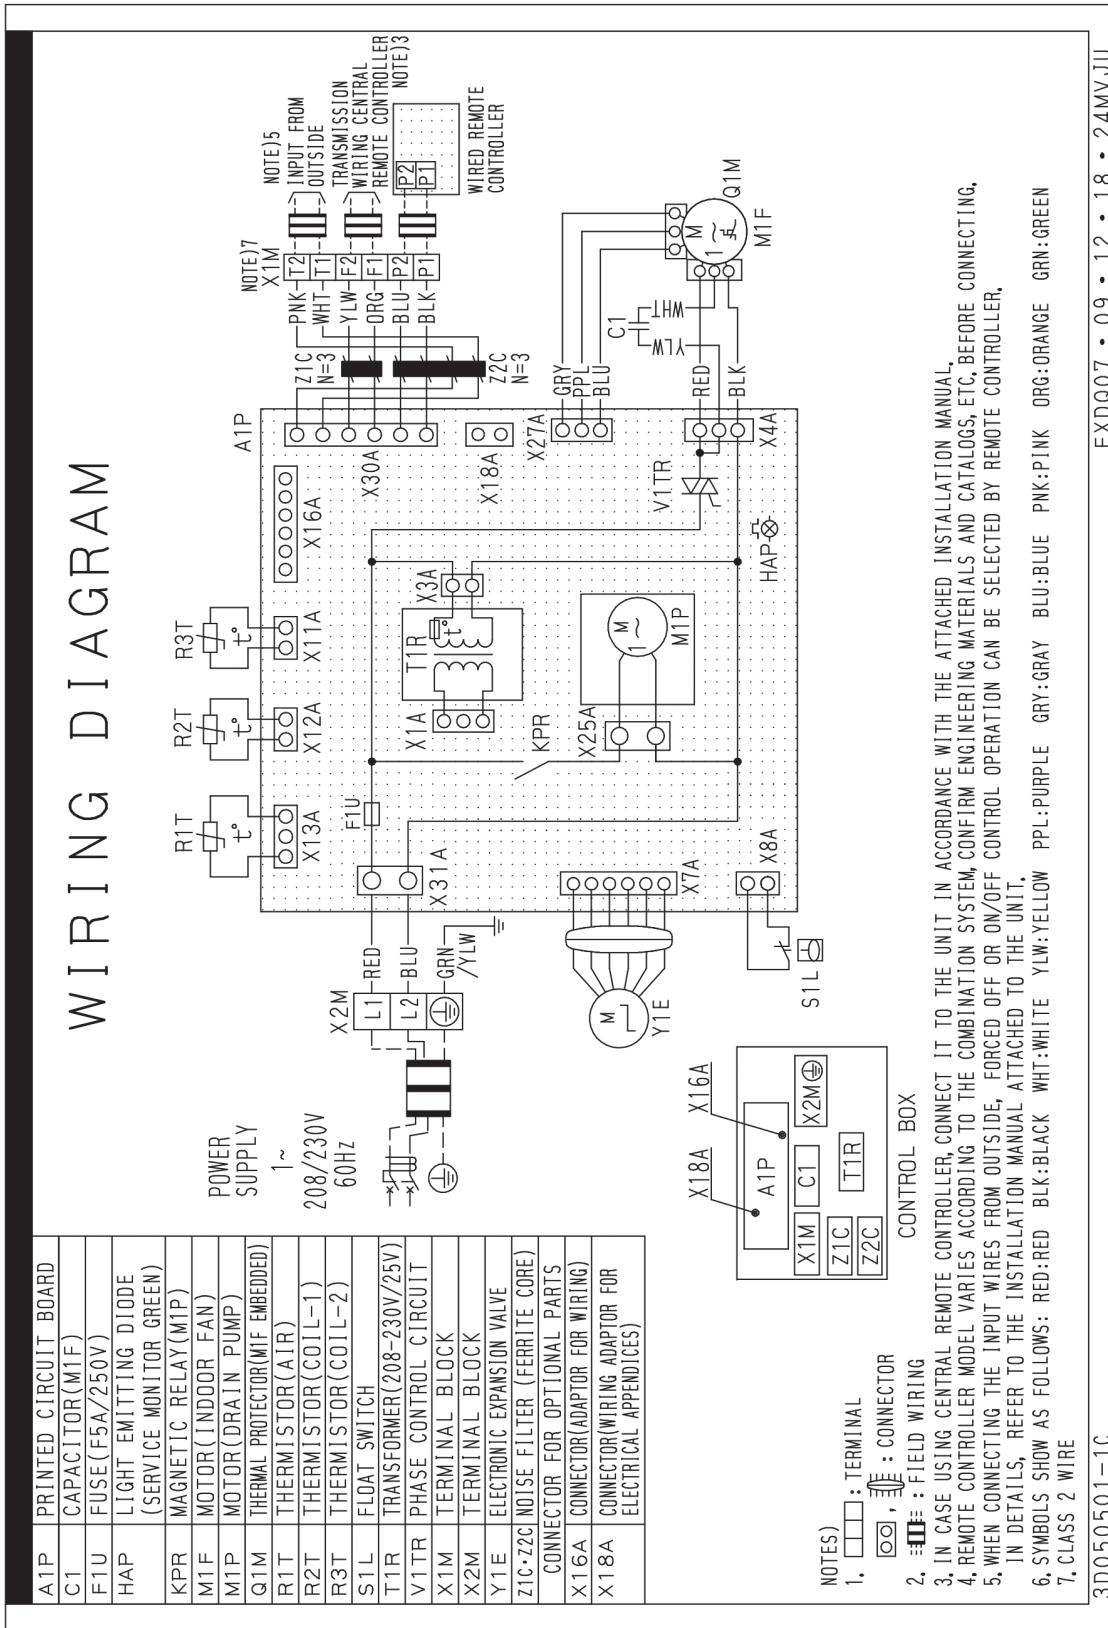 WIRING DIAGRAM
A1P PRINTED CIRCUIT BOARD
C1 CAPACITOR(M1F)
F1U FUSE(F5A/250V)
HAP LIGHT EMITTING DIODE
(SERVICE MONITOR GREEN)
KPR MAGNETIC RELAY(M1P)
M1F MOTOR(INDOOR FAN)
M1P MOTOR(DRAIN PUMP)
Q1M THERMAL PROTECTOR(M1F EMBEDDED)
R1T THERMISTOR(AIR)
R2T THERMISTOR(COIL-1)
R3T THERMISTOR(COIL-2)
S1L FLOAT SWITCH
T1R TRANSFORMER(208-230V/25V)
V1TR PHASE CONTROL CIRCUIT
X1M TERMINAL BLOCK
X2M TERMINAL BLOCK
Y1E ELECTRONIC EXPANSION VALVE
Z1C·Z2C NOISE FILTER (FERRITE CORE)
CONNECTOR FOR OPTIONAL PARTS
X16A CONNECTOR(ADAPTOR FOR WIRING)
X18A CONNECTOR(WIRING ADAPTOR FOR
ELECTRICAL APPENDICES)
POWER
SUPPLY
1~
208/230V
60Hz
X2M
L1
L2
RED
BLU
GRN
/YLW
R1T
t°
X13A
R2T
t°
X12A
R3T
t°
X11A
X16A
A1P
X31A
F1U
X1A
T1R
t°
X3A
KPR
X25A
M
1~
M1P
HAP
V1TR
X30A
X18A
X27A
X4A
X7A
X8A
M
Y1E
S1L
Z1C
N=3
Z2C
N=3
PNK
WHT
YLW
ORG
BLU
BLK
NOTE)7
X1M
T2
T1
F2
F1
P2
P1
NOTE)5
INPUT FROM
OUTSIDE
TRANSMISSION
WIRING CENTRAL
REMOTE CONTROLLER
NOTE)3
P2
P1
WIRED REMOTE
CONTROLLER
GRY
PPL
BLU
C1
YLW
WHT
RED
BLK
M
1~
Q1M
M1F
X18A
X16A
A1P
X1M
C1
X2M
Z1C
T1R
Z2C
CONTROL BOX
NOTES)
1. : TERMINAL
, : CONNECTOR
2. : FIELD WIRING
3. IN CASE USING CENTRAL REMOTE CONTROLLER, CONNECT IT TO THE UNIT IN ACCORDANCE WITH THE ATTACHED INSTALLATION MANUAL.
4. REMOTE CONTROLLER MODEL VARIES ACCORDING TO THE COMBINATION SYSTEM, CONFIRM ENGINEERING MATERIALS AND CATALOGS, ETC. BEFORE CONNECTING.
5. WHEN CONNECTING THE INPUT WIRES FROM OUTSIDE, FORCED OFF OR ON/OFF CONTROL OPERATION CAN BE SELECTED BY REMOTE CONTROLLER.
IN DETAILS, REFER TO THE INSTALLATION MANUAL ATTACHED TO THE UNIT.
6. SYMBOLS SHOW AS FOLLOWS: RED:RED BLK:BLACK WHT:WHITE YLW:YELLOW PPL:PURPLE GRY:GRAY BLU:BLUE PNK:PINK ORG:ORANGE GRN:GREEN
7. CLASS 2 WIRE
3D050501-1C
FXDQ07・09・12・18・24MVJU